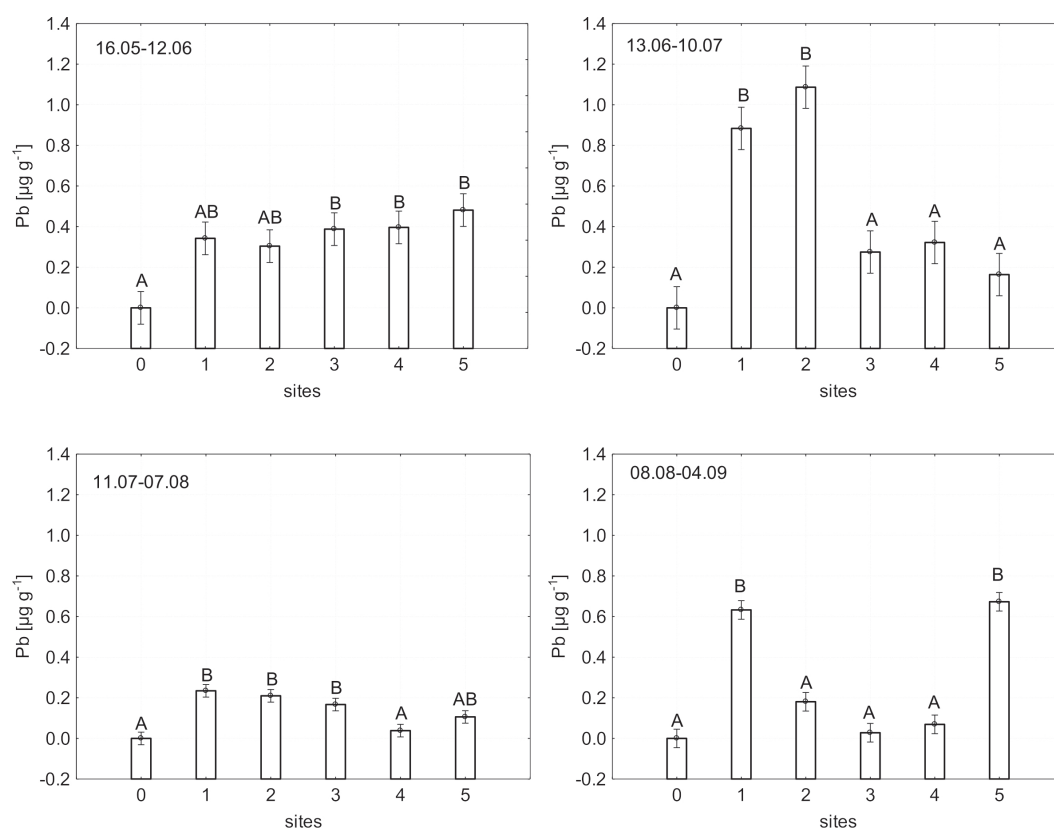 16.05-12.06
Pb [µg g-1]
1.4
1.2
1.0
0.8
0.6
0.4
0.2
0.0
-0.2
A
AB
AB
B
B
B
0 1 2 3 4 5
sites
13.06-10.07
Pb [µg g-1]
1.4
1.2
1.0
0.8
0.6
0.4
0.2
0.0
-0.2
A
B
B
A
A
A
0 1 2 3 4 5
sites
11.07-07.08
Pb [µg g-1]
1.4
1.2
1.0
0.8
0.6
0.4
0.2
0.0
-0.2
A
B
B
B
A
AB
0 1 2 3 4 5
sites
08.08-04.09
Pb [µg g-1]
1.4
1.2
1.0
0.8
0.6
0.4
0.2
0.0
-0.2
A
B
A
A
A
B
0 1 2 3 4 5
sites